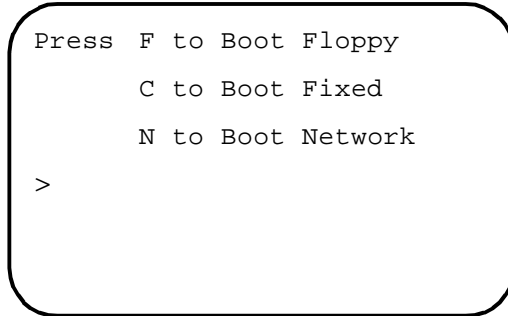 Press F to Boot Floppy
C to Boot Fixed
N to Boot Network
>